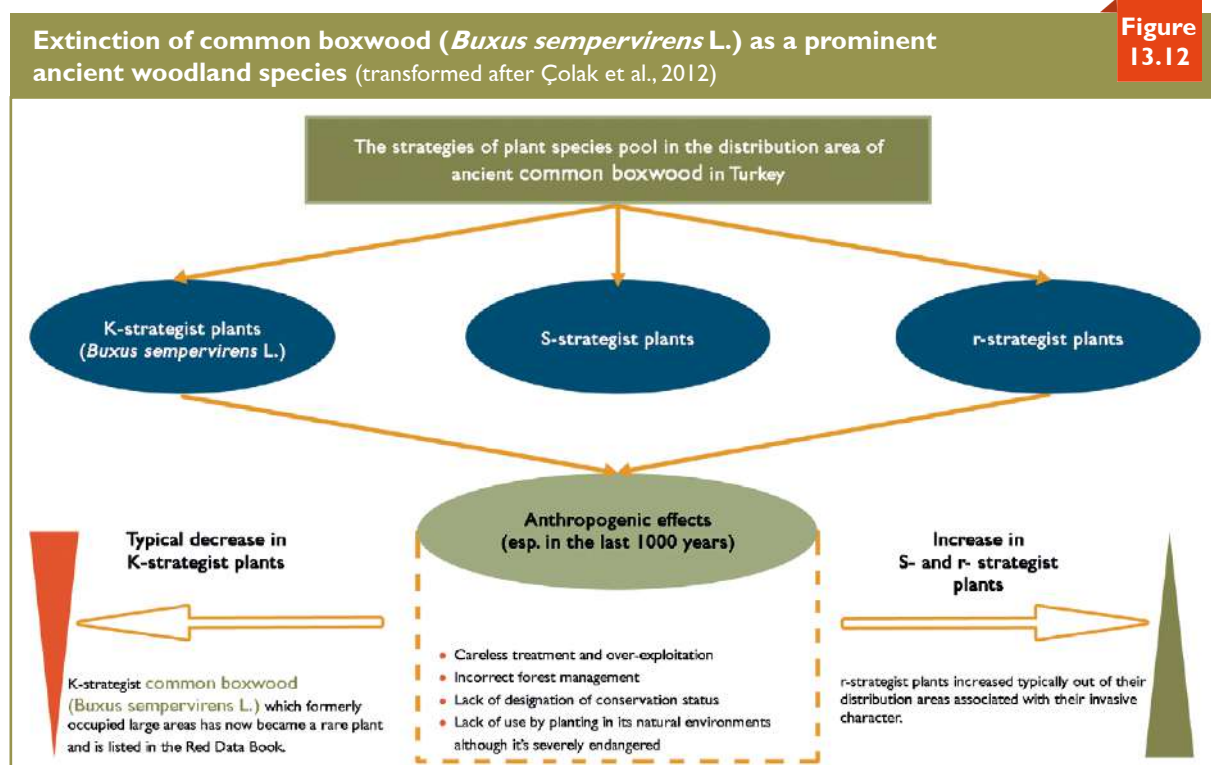 Extinction of common boxwood (Buxus sempervirens L.) as a prominent
ancient woodland species (transformed after Çolak et al., 2012)
Figure
13.12
The strategies of plant species pool in the distribution area of
ancient common boxwood in Turkey
K-strategist plants
(Buxus sempervirens L.)
S-strategist plants
r-strategist plants
Anthropogenic effects
(esp. in the last 1000 years)
Typical decrease in
K-strategist plants
Increase in
S- and r- strategist
plants
K-strategist common boxwood
(Buxus sempervirens L.) which formerly
occupied large areas has now became a rare plant
and is listed in the Red Data Book.
• Careless treatment and over-exploitation
• Incorrect forest management
• Lack of designation of conservation status
• Lack of use by planting in its natural environments
although it's severely endangered
r-strategist plants increased typically out of their
distribution areas associated with their invasive
character.